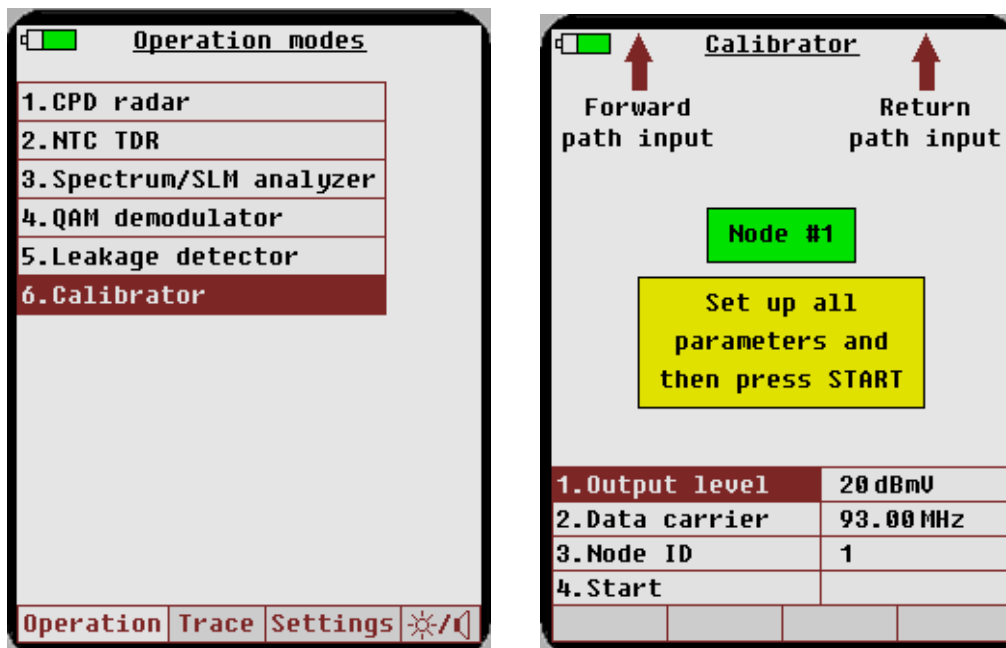 Operation modes
1.CPD radar
2.NTC TDR
3.Spectrum/SLM analyzer
4.QAM demodulator
5.Leakage detector
6.Calibrator
Operation Trace Settings
Calibrator
Forward
path input
Return
path input
Node #1
Set up all
parameters and
then press START
1.Output level 20 dBmV
2.Data carrier 93.00 MHz
3.Node ID 1
4.Start